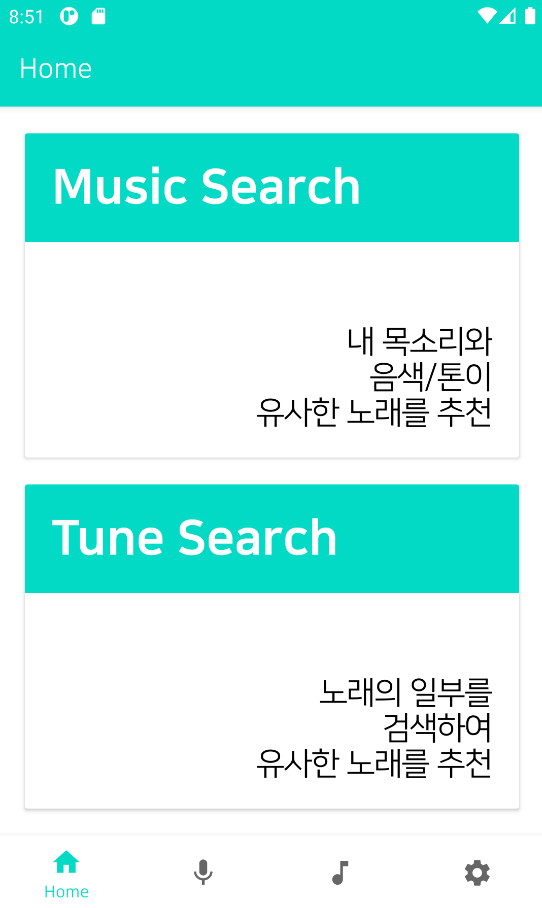 8:51
Home
Music Search
내 목소리와
음색/톤이
유사한 노래를 추천
Tune Search
노래의 일부를
검색하여
유사한 노래를 추천
Home